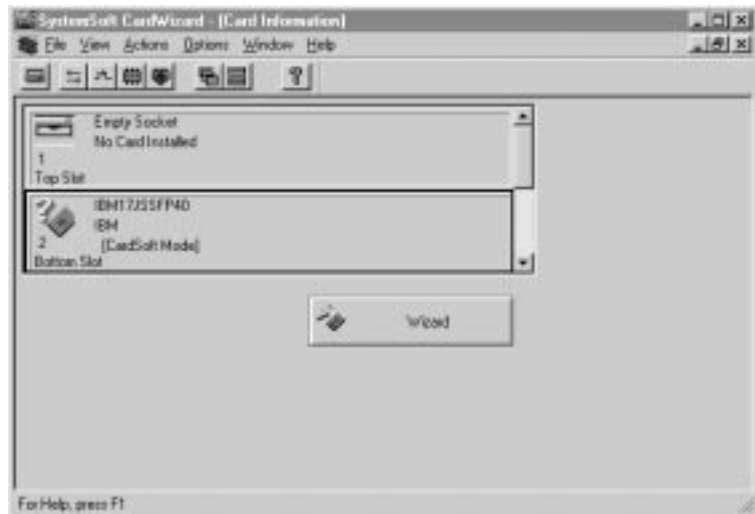 SystemSoft CardWizard - [Card Information]
File View Actions Options Window Help
Empty Socket
No Card Installed
1
Top Slot
IBM17JSSFP40
IBM
2
[CardSoft Mode]
Bottom Slot
Wizard
For Help, press F1